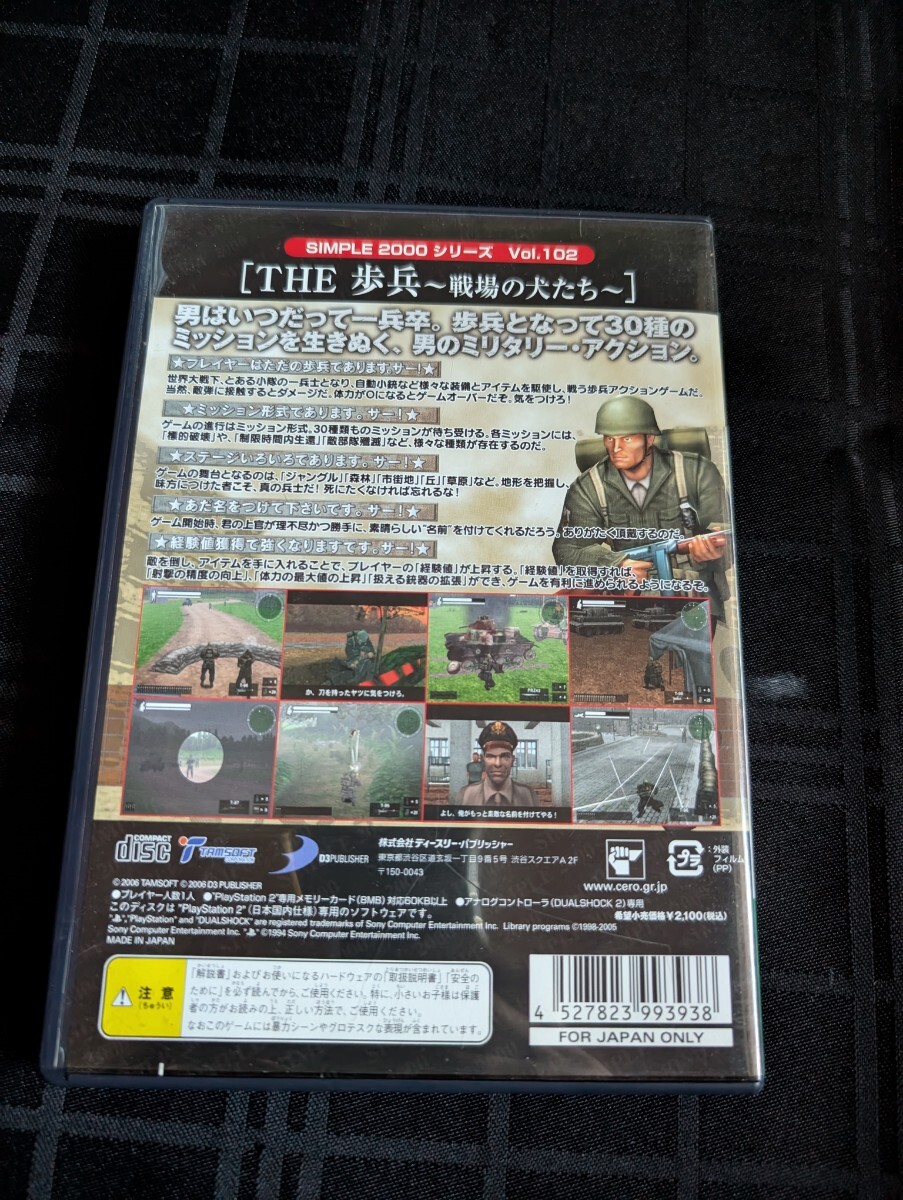 SIMPLE 2000 シリーズ Vol.102
［THE 歩兵～戦場の犬たち～］
男はいつだって一兵卒。歩兵となって30種の
ミッションを生きぬく、男のミリタリー・アクション。
★プレイヤーはただの歩兵であります。サー！★
世界大戦下、とある小隊の一兵士となり、自動小銃など様々な装備とアイテムを駆使し、戦う歩兵アクションゲームだ。
当然、敵弾に接触するとダメージだ。体力が0になるとゲームオーバーだぞ。気をつけろ！
★ミッション形式であります。サー！★
ゲームの進行はミッション形式。30種類ものミッションが待ち受ける。各ミッションには、
「標的破壊」や、「制限時間内生還」「敵部隊殲滅」など、様々な種類が存在するのだ。
★ステージいろいろであります。サー！★
ゲームの舞台となるのは、「ジャングル」「森林」「市街地」「丘」「草原」など。地形を把握し、
味方につけた者こそ、真の兵士だ！死にたくなければ忘れるな！
★あだ名をつけて下さいです。サー！★
ゲーム開始時、君の上官が理不尽かつ勝手に、素晴らしい"名前"を付けてくれるだろう。ありがたく頂戴するのだ。
★経験値獲得で強くなりますです。サー！★
敵を倒し、アイテムを手に入れることで、プレイヤーの「経験値」が上昇する。「経験値」を取得すれば、
「射撃の精度の向上」、「体力の最大値の上昇」「扱える銃器の拡張」ができ、ゲームを有利に進められるようになるぞ。
か、刀を持ったヤツに気をつけろ。
よし、俺がもっと素敵な名前を付けてやる！
COMPACT
disc
TAMSOFT
D3PUBLISHER
株式会社ディースリー・パブリッシャー
東京都渋谷区道玄坂一丁目9番5号 渋谷スクエアA 2F
〒150-0043
www.cero.gr.jp
プラ
：外装
フィルム
(PP)
© 2006 TAMSOFT © 2006 D3 PUBLISHER
●プレイヤー人数1人 ●"PlayStation 2"専用メモリーカード(8MB)対応60KB以上 ●アナログコントローラ(DUALSHOCK 2)専用
このディスクは"PlayStation 2"(日本国内仕様)専用のソフトウェアです。
希望小売価格￥2,100(税込)
"PlayStation" and "DUALSHOCK" are registered trademarks of Sony Computer Entertainment Inc. Library programs ©1998-2005
Sony Computer Entertainment Inc. ©1994 Sony Computer Entertainment Inc.
MADE IN JAPAN
注意
(ちゅうい)
「解説書」およびお使いになるハードウェアの「取扱説明書」「安全の
ために」を必ず読んでから、ご使用ください。特に、小さいお子様は保護
者の方がお読みの上、正しい方法で、ご使用ください。
なおこのゲームには暴力シーンやグロテスクな表現が含まれています。
4 527823 993938
FOR JAPAN ONLY